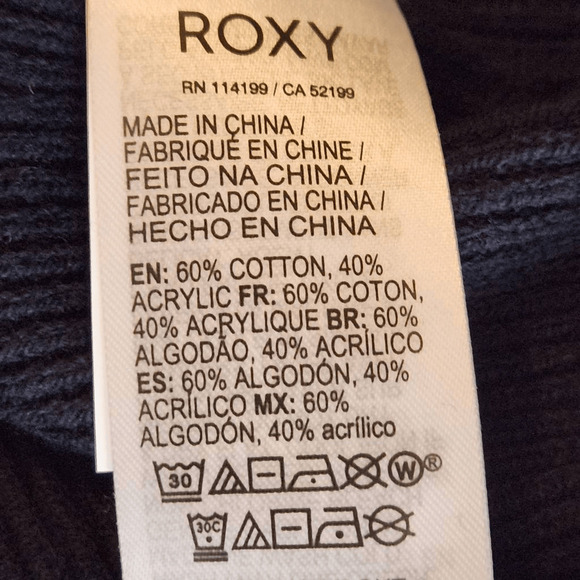 ROXY
RN 114199 / CA 52199
MADE IN CHINA /
FABRIQUÉ EN CHINE /
FEITO NA CHINA /
FABRICADO EN CHINA /
HECHO EN CHINA
EN: 60% COTTON, 40%
ACRYLIC FR: 60% COTON,
40% ACRYLIQUE BR: 60%
ALGODÃO, 40% ACRÍLICO
ES: 60% ALGODÓN, 40%
ACRÍLICO MX: 60%
ALGODÓN, 40% acrílico
30 W®
30C